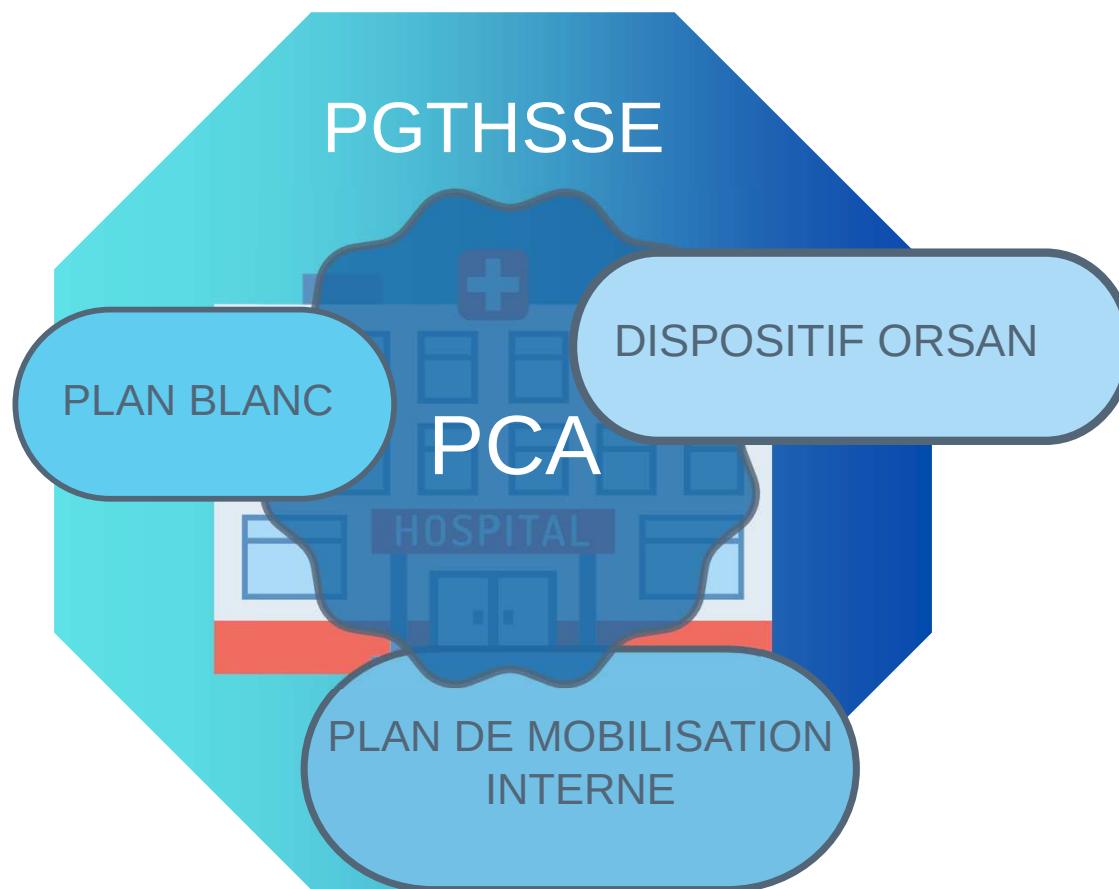 PGTHSSE
DISPOSITIF ORSAN
PLAN BLANC
PCA
HOSPITAL
PLAN DE MOBILISATION
INTERNE